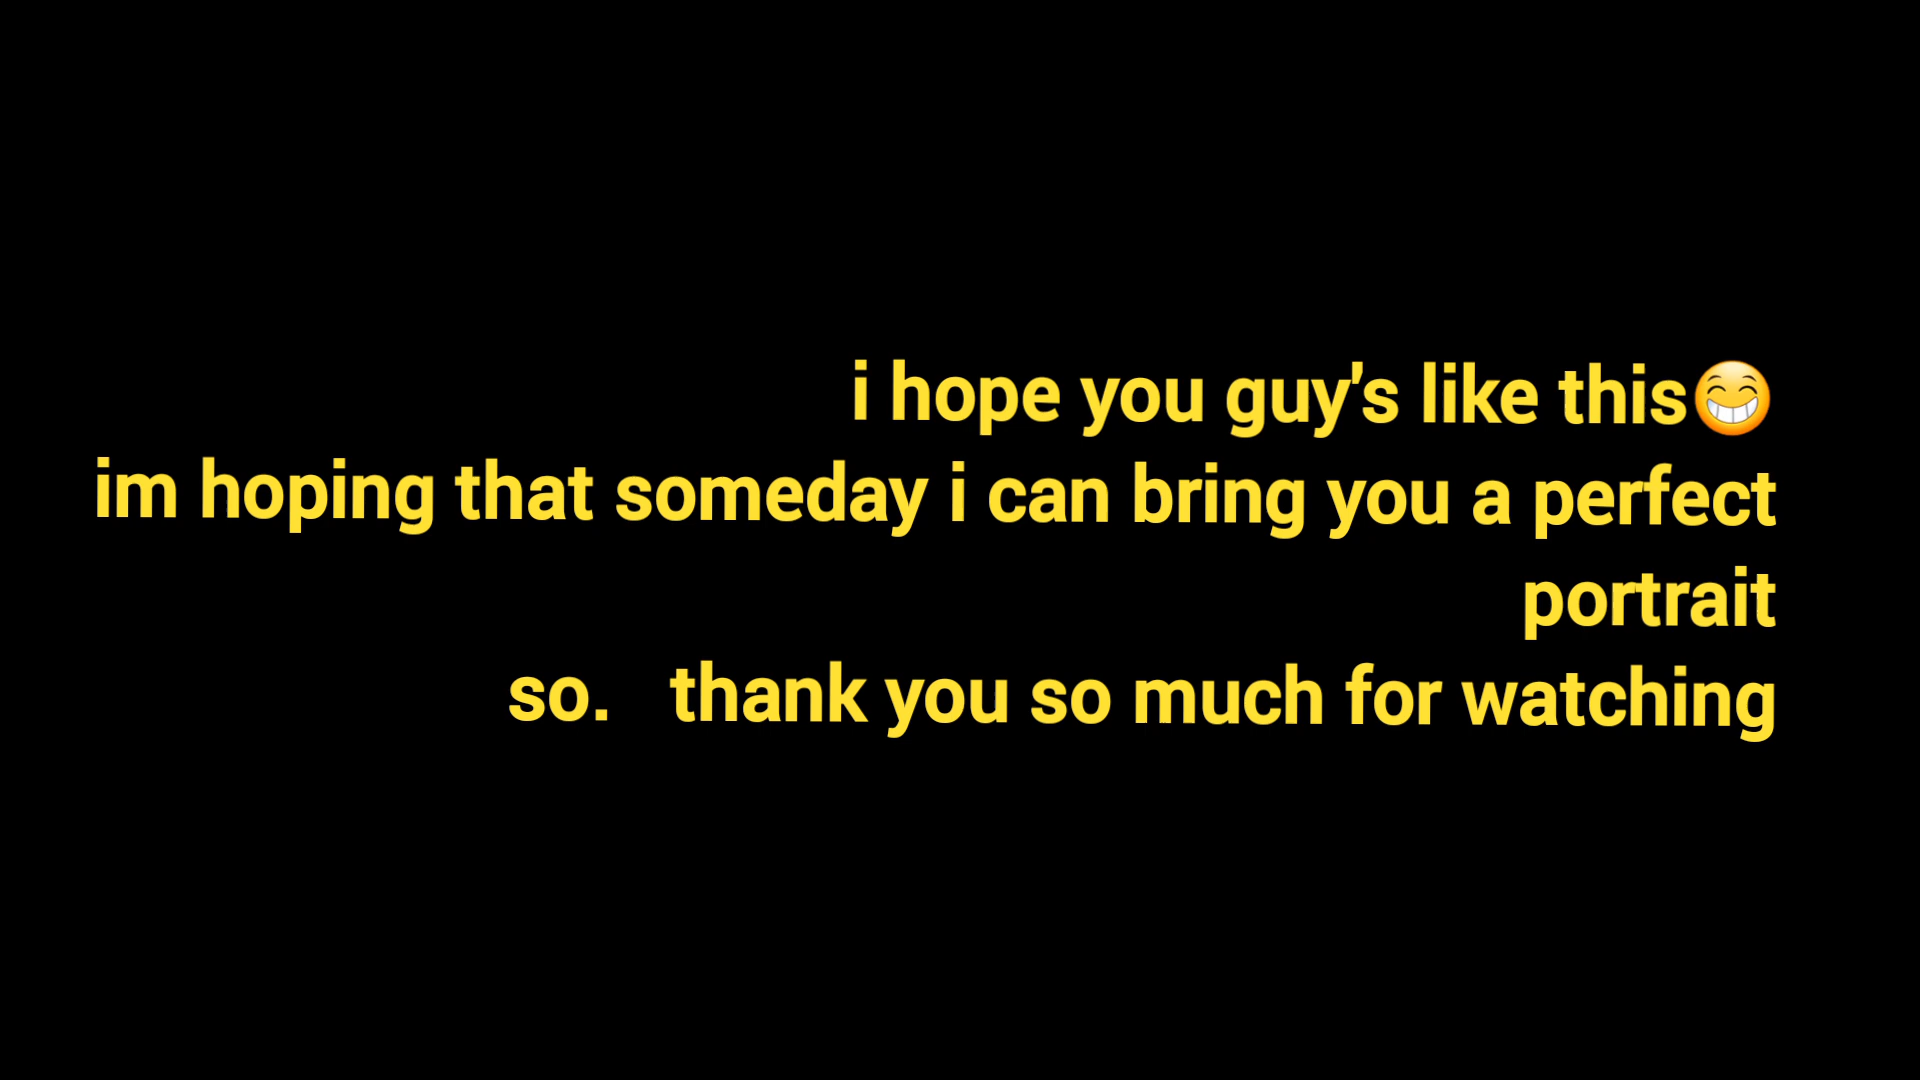 i hope you guy's like this😁
im hoping that someday i can bring you a perfect
portrait
so.   thank you so much for watching